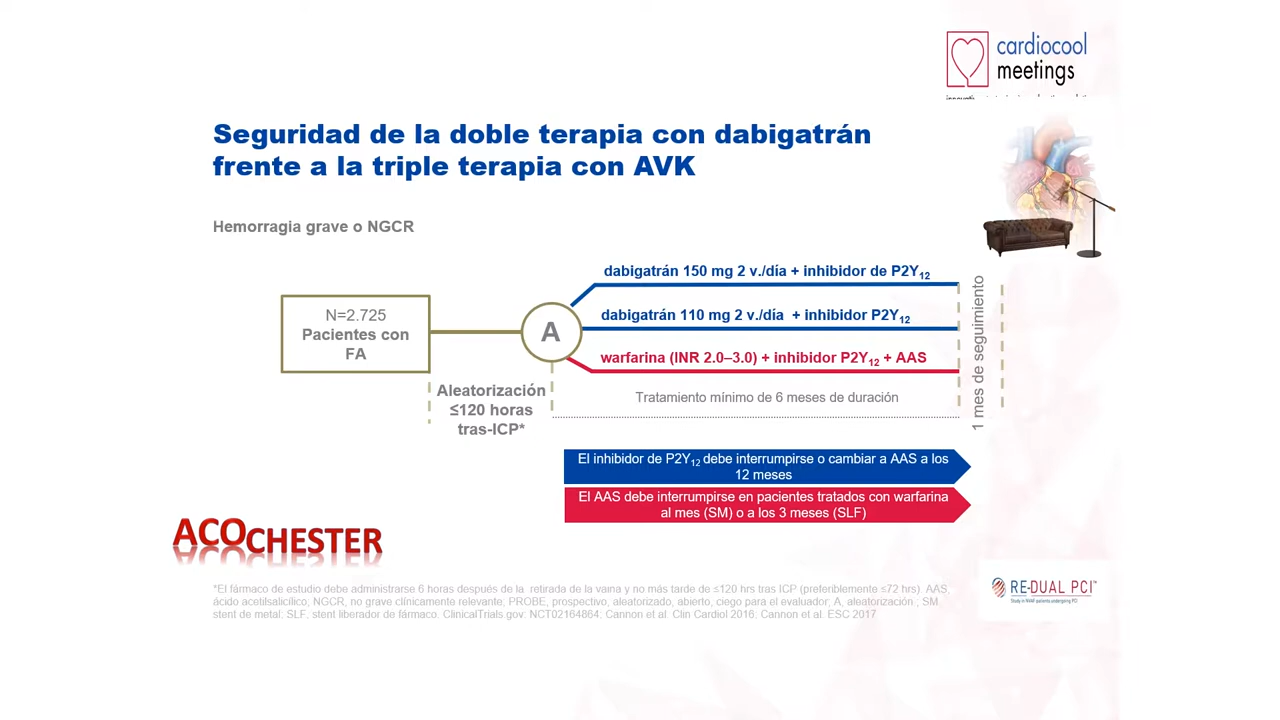 cardiocool
meetings
Seguridad de la doble terapia con dabigatrán
frente a la triple terapia con AVK
Hemorragia grave o NGCR
N=2.725
Pacientes con
FA
A
Aleatorización
≤120 horas
tras-ICP*
dabigatrán 150 mg 2 v./día + inhibidor de P2Y12
dabigatrán 110 mg 2 v./día + inhibidor P2Y12
warfarina (INR 2.0–3.0) + inhibidor P2Y12 + AAS
Tratamiento mínimo de 6 meses de duración
1 mes de seguimiento
El inhibidor de P2Y12 debe interrumpirse o cambiar a AAS a los
12 meses
El AAS debe interrumpirse en pacientes tratados con warfarina
al mes (SM) o a los 3 meses (SLF)
ACOCHESTER
*El fármaco de estudio debe administrarse 6 horas después de la retirada de la vaina y no más tarde de ≤120 hrs tras ICP (preferiblemente ≤72 hrs). AAS,
ácido acetilsalicílico; NGCR, no grave clínicamente relevante; PROBE, prospectivo, aleatorizado, abierto, ciego para el evaluador; A, aleatorización ; SM
stent de metal: SLF, stent liberador de fármaco. ClinicalTrials.gov: NCT02164864; Cannon et al. Clin Cardiol 2016; Cannon et al. ESC 2017
RE-DUAL PCI™
Study in NVAF patients undergoing PCI